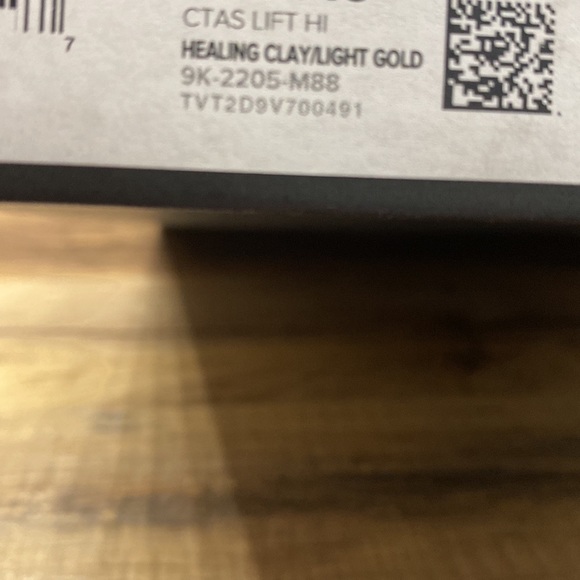 7
CTAS LIFT HI
HEALING CLAY/LIGHT GOLD
9K-2205-M88
TVT2D9V700491